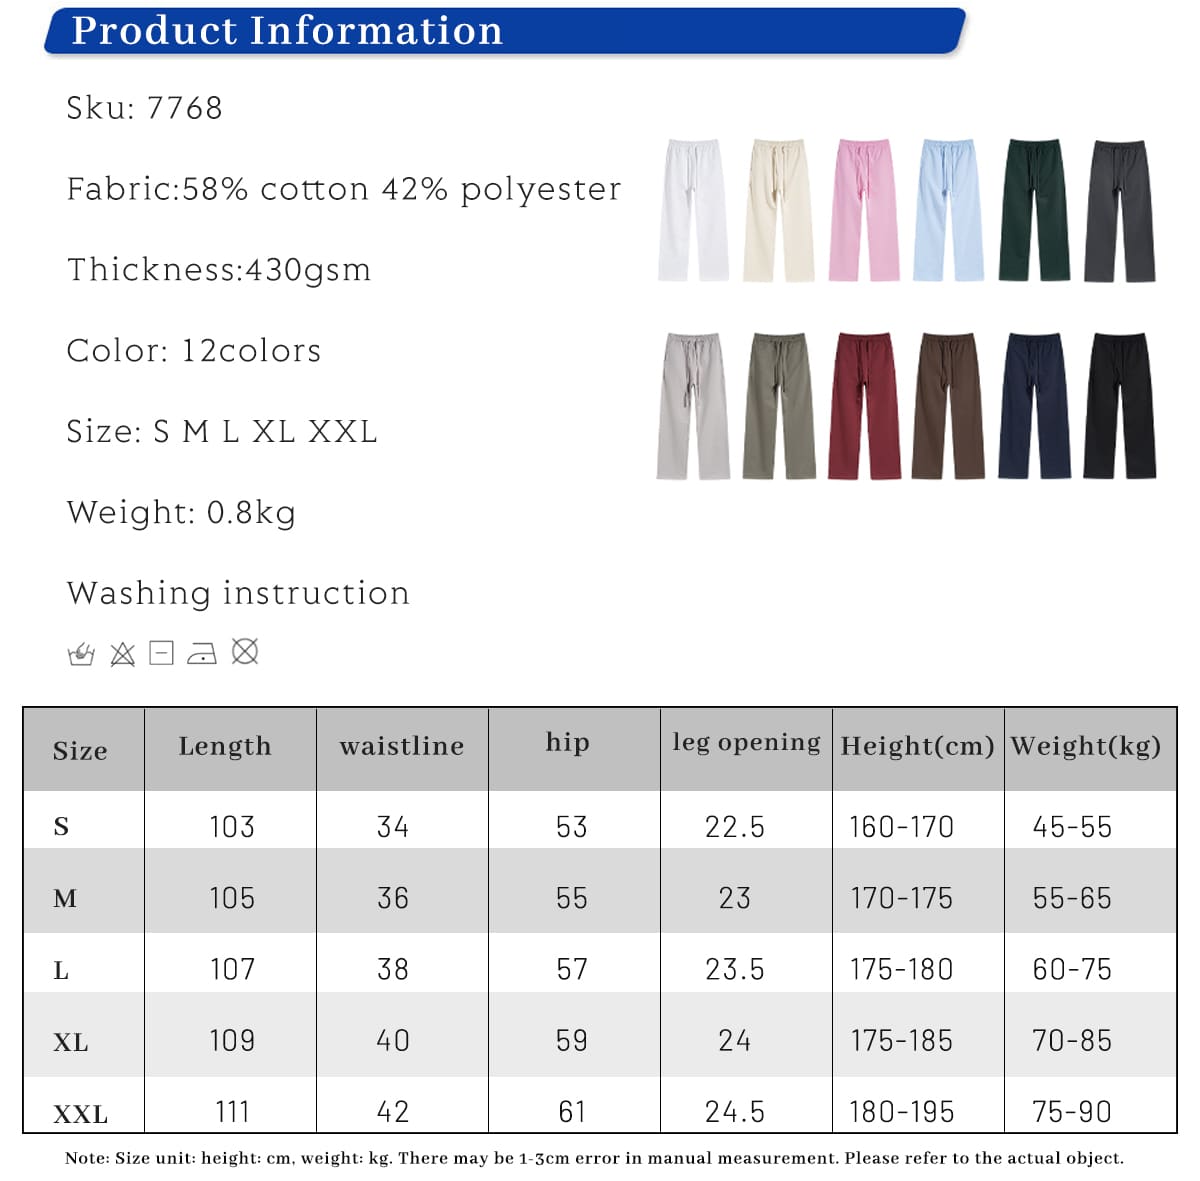 Product Information
Sku: 7768
Fabric:58% cotton 42% polyester
Thickness:430gsm
Color: 12colors
Size: S M L XL XXL
Weight: 0.8kg
Washing instruction
Size Length waistline hip leg opening Height(cm) Weight(kg)
S 103 34 53 22.5 160-170 45-55
M 105 36 55 23 170-175 55-65
L 107 38 57 23.5 175-180 60-75
XL 109 40 59 24 175-185 70-85
XXL 111 42 61 24.5 180-195 75-90
Note: Size unit: height: cm, weight: kg. There may be 1-3cm error in manual measurement. Please refer to the actual object.